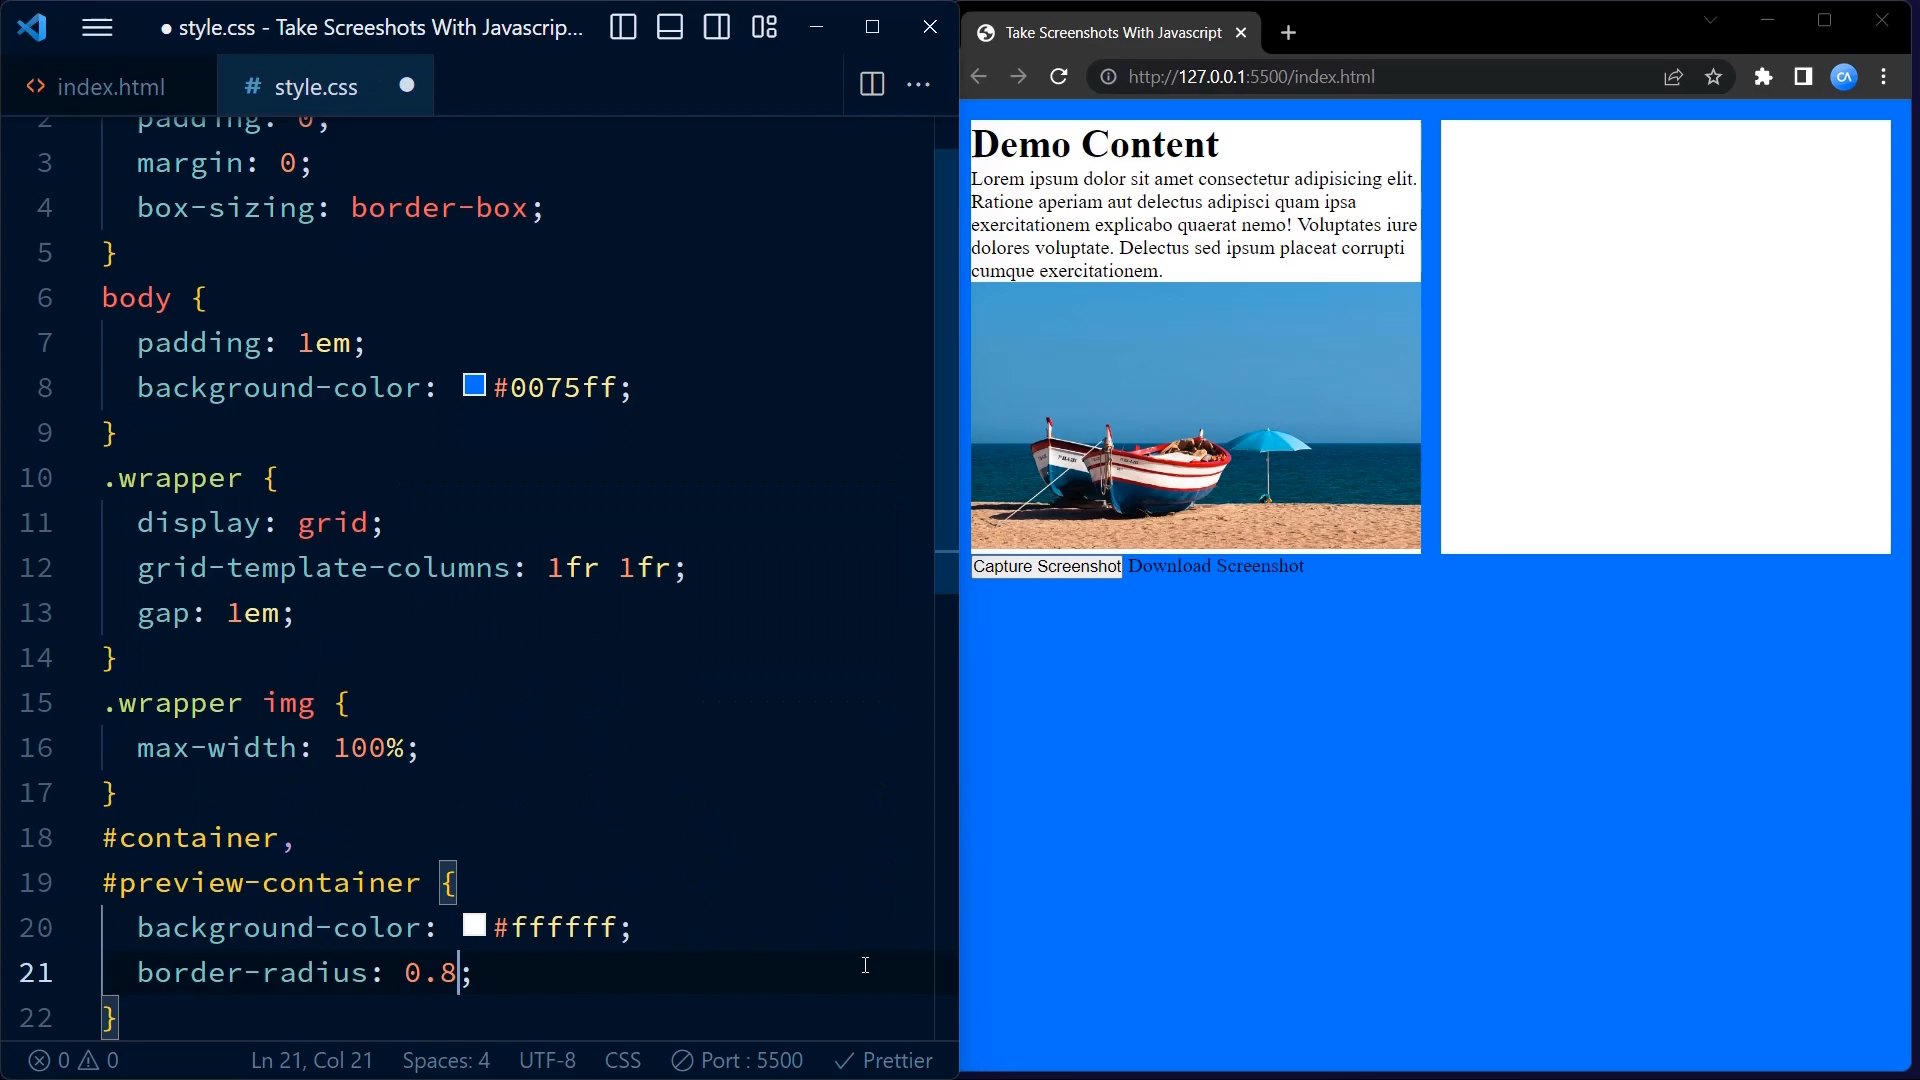 ● style.css - Take Screeshots With Javascrip...
index.html
# style.css
2 padding: 0;
3 margin: 0;
4 box-sizing: border-box;
5 }
6 body {
7 padding: 1em;
8 background-color: #0075ff;
9 }
10 .wrapper {
11 display: grid;
12 grid-template-columns: 1fr 1fr;
13 gap: 1em;
14 }
15 .wrapper img {
16 max-width: 100%;
17 }
18 #container,
19 #preview-container {
20 background-color: #ffffff;
21 border-radius: 0.8;
22 }
0 0 Ln 21, Col 21 Spaces: 4 UTF-8 CSS Port : 5500 Prettier
Take Screenshots With Javascript
http://127.0.0.1:5500/index.html
CA
Demo Content
Lorem ipsum dolor sit amet consectetur adipisicing elit.
Ratione aperiam aut delectus adipisci quam ipsa
exercitationem explicabo quaerat nemo! Voluptates iure
dolores voluptate. Delectus sed ipsum placeat corrupti
cumque exercitationem.
Capture Screenshot Download Screenshot